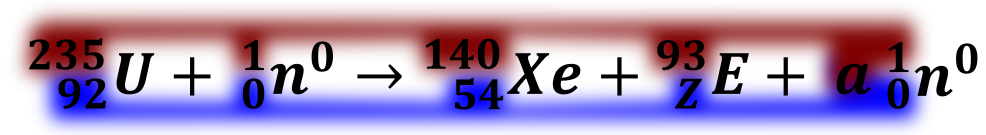 ²³⁵₉₂U + ¹₀n⁰ → ¹⁴⁰₅₄Xe + ⁹³_ZE + a ¹₀n⁰